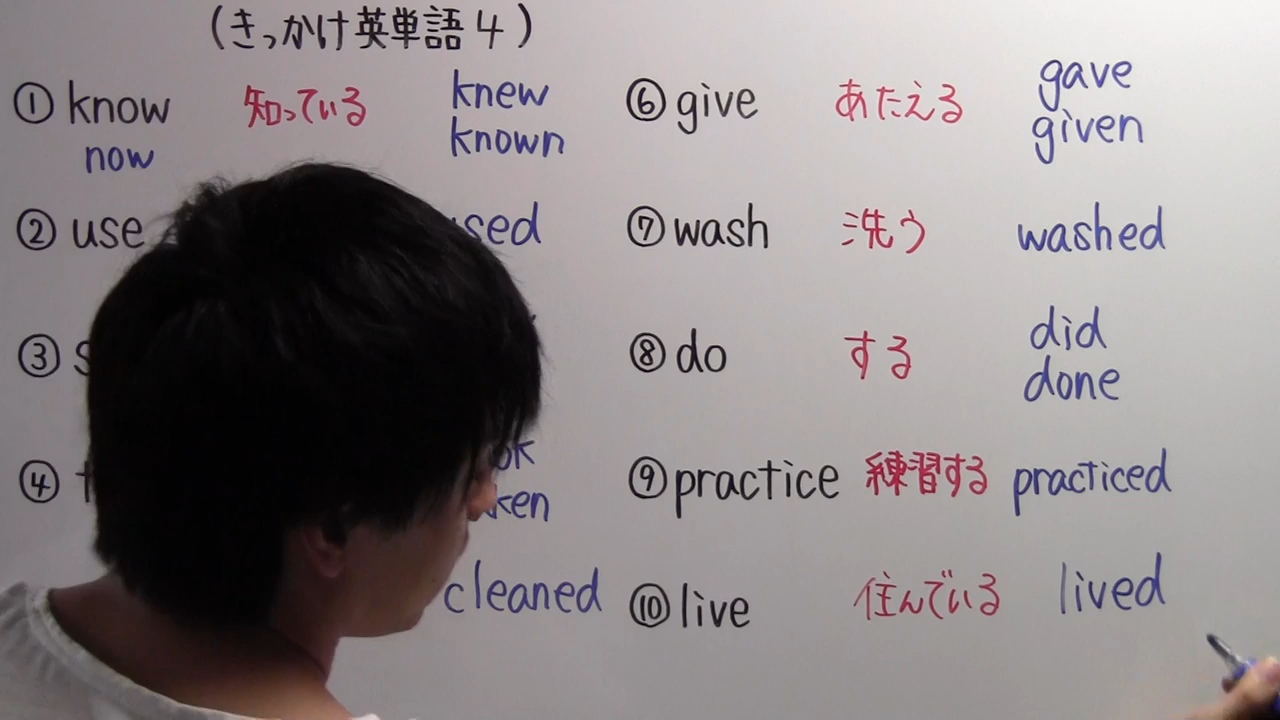 (きっかけ英単語4)
① know 知っている knew
known
now
② use
③
④
cleaned
⑥ give あたえる gave
given
⑦ wash 洗う washed
⑧ do する did
done
⑨ practice 練習する practiced
⑩ live 住んでいる lived